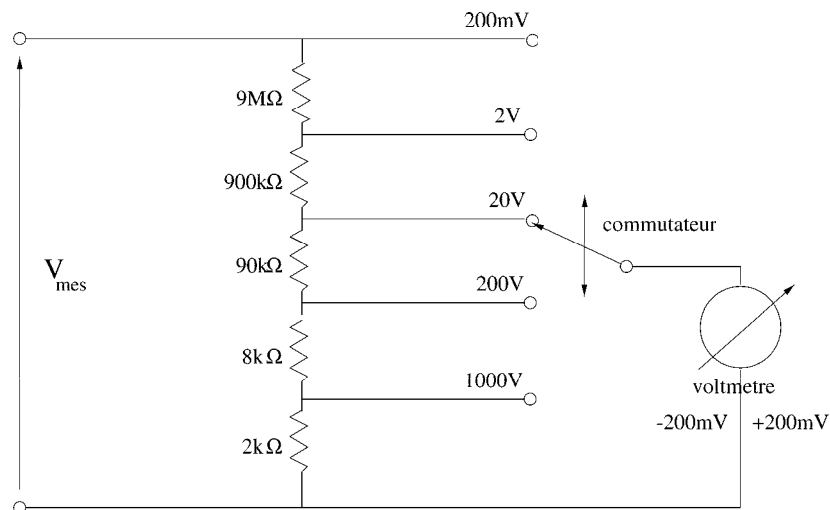 200mV
9MΩ
2V
900kΩ
20V
commutateur
90kΩ
V mes
200V
8kΩ
1000V
voltmetre
-200mV
+200mV
2kΩ